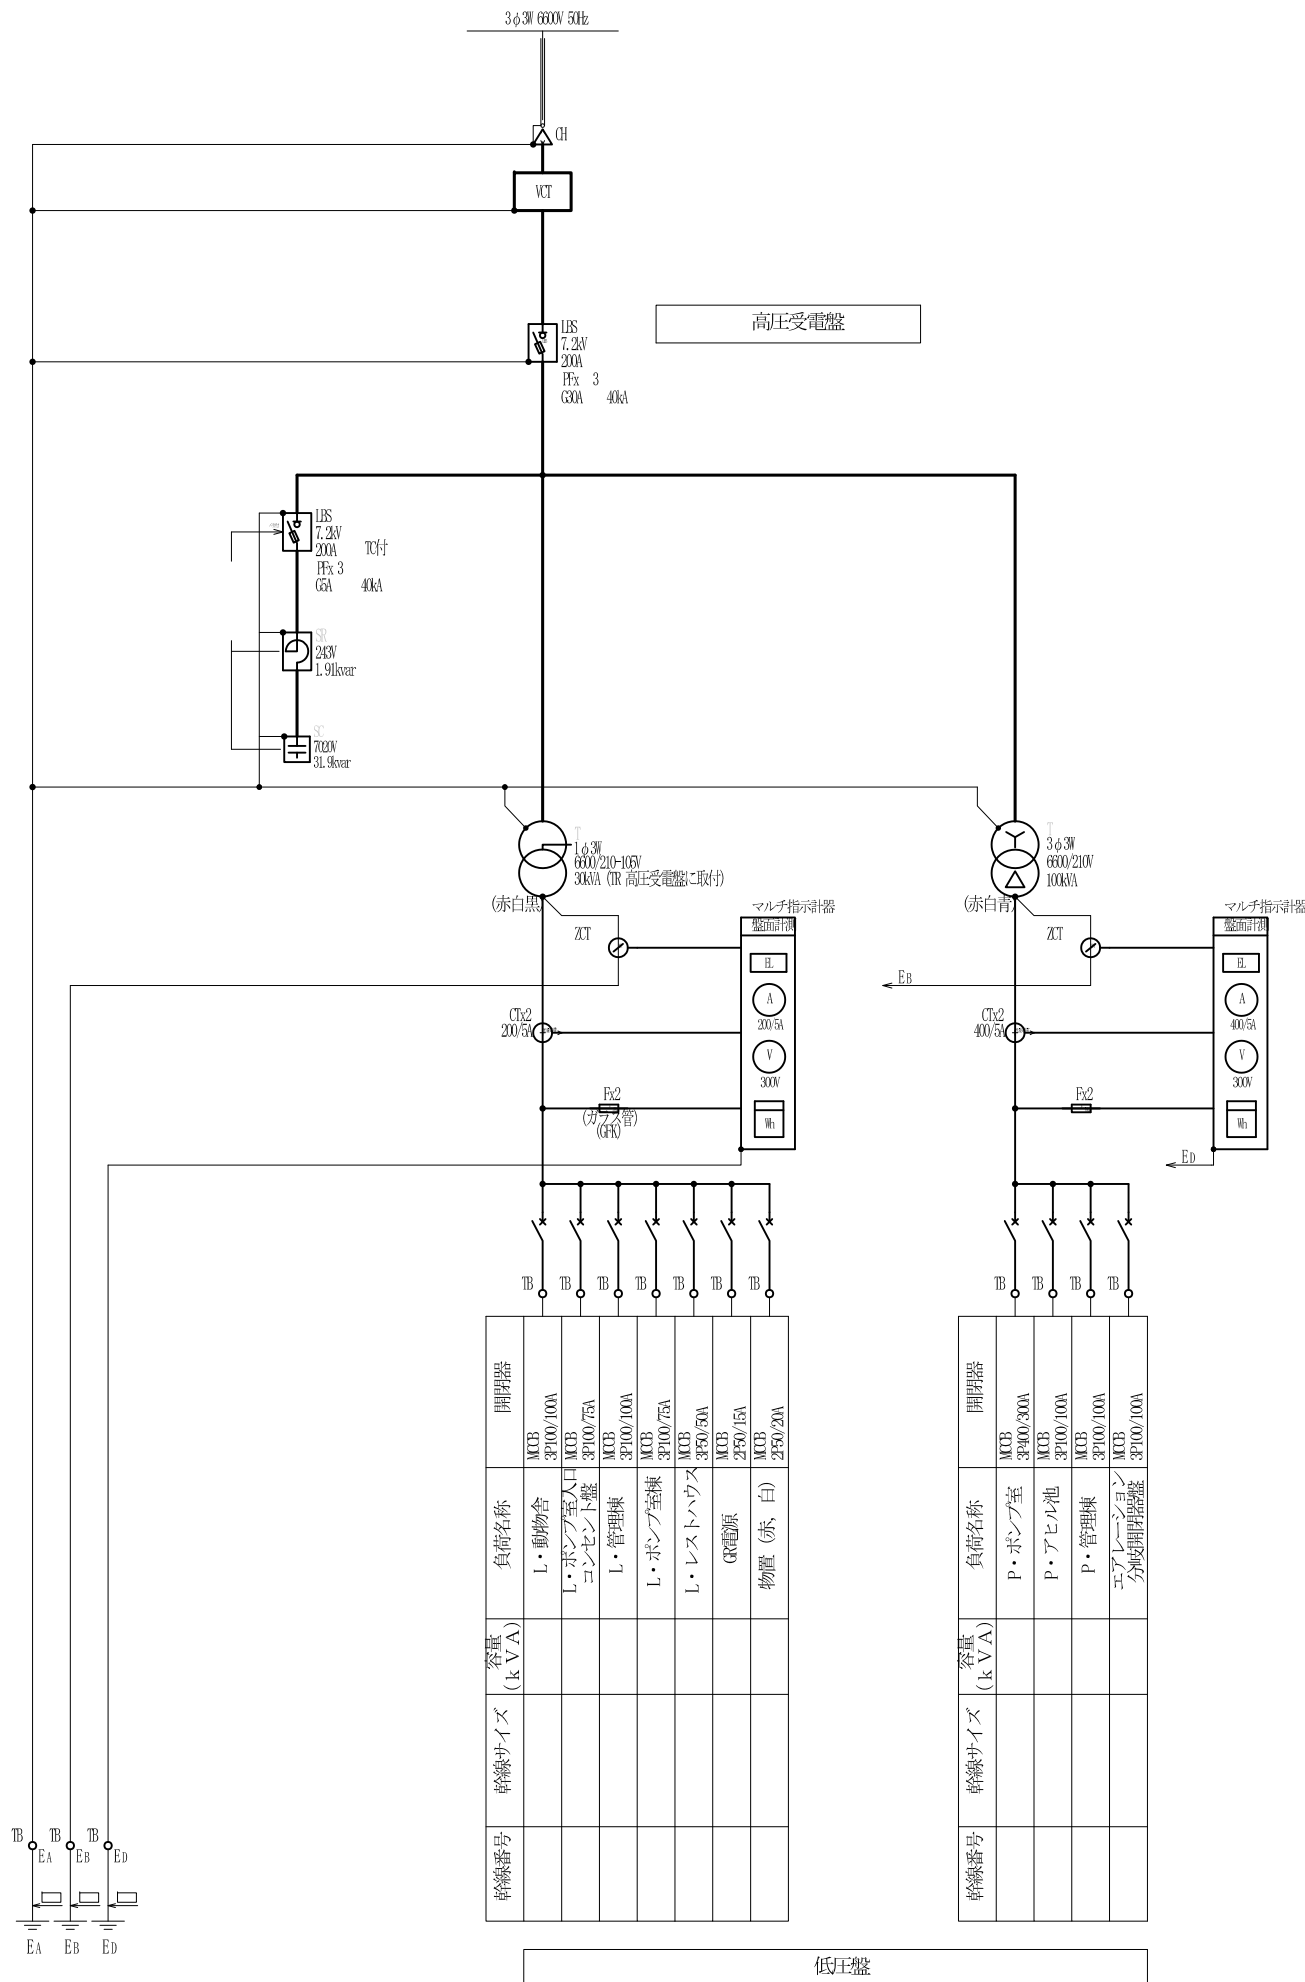 3φ3W 6600V 50Hz
CH
VCT
高圧受電盤
LBS
7.2kV
200A
PFx 3
G30A 40kA
LBS
7.2kV
200A TC付
PFx 3
G5A 40kA
SR
243V
1.91kvar
SC
7020V
31.9kvar
T
1φ3W
6600/210-105V
30kVA (TR 高圧受電盤に取付)
(赤白黒)
T
3φ3W
6600/210V
100kVA
(赤白青)
マルチ指示計器
盤面計測
ZCT
EL
A
200/5A
CTx2
200/5A
V
300V
Fx2
(ガラス管)
(GFK)
Wh
マルチ指示計器
盤面計測
ZCT
EL
EB
A
400/5A
CTx2
400/5A
V
300V
Fx2
Wh
ED
TB TB TB TB TB TB TB
TB TB TB TB
開閉器
MCCB
3P100/100A
MCCB
3P100/75A
MCCB
3P100/100A
MCCB
3P100/75A
MCCB
3P50/50A
MCCB
2P50/15A
MCCB
2P50/20A
負荷名称
L・動物舎
L・ポンプ室入口
コンセント盤
L・管理棟
L・ポンプ室棟
L・レストハウス
GR電源
物置 (赤、白)
容量
(kVA)
幹線サイズ
幹線番号
開閉器
MCCB
3P400/300A
MCCB
3P100/100A
MCCB
3P100/100A
MCCB
3P100/100A
負荷名称
P・ポンプ室
P・アヒル池
P・管理棟
エアレーション
分岐開閉器盤
容量
(kVA)
幹線サイズ
幹線番号
TB TB TB
EA EB ED
EA EB ED
低圧盤